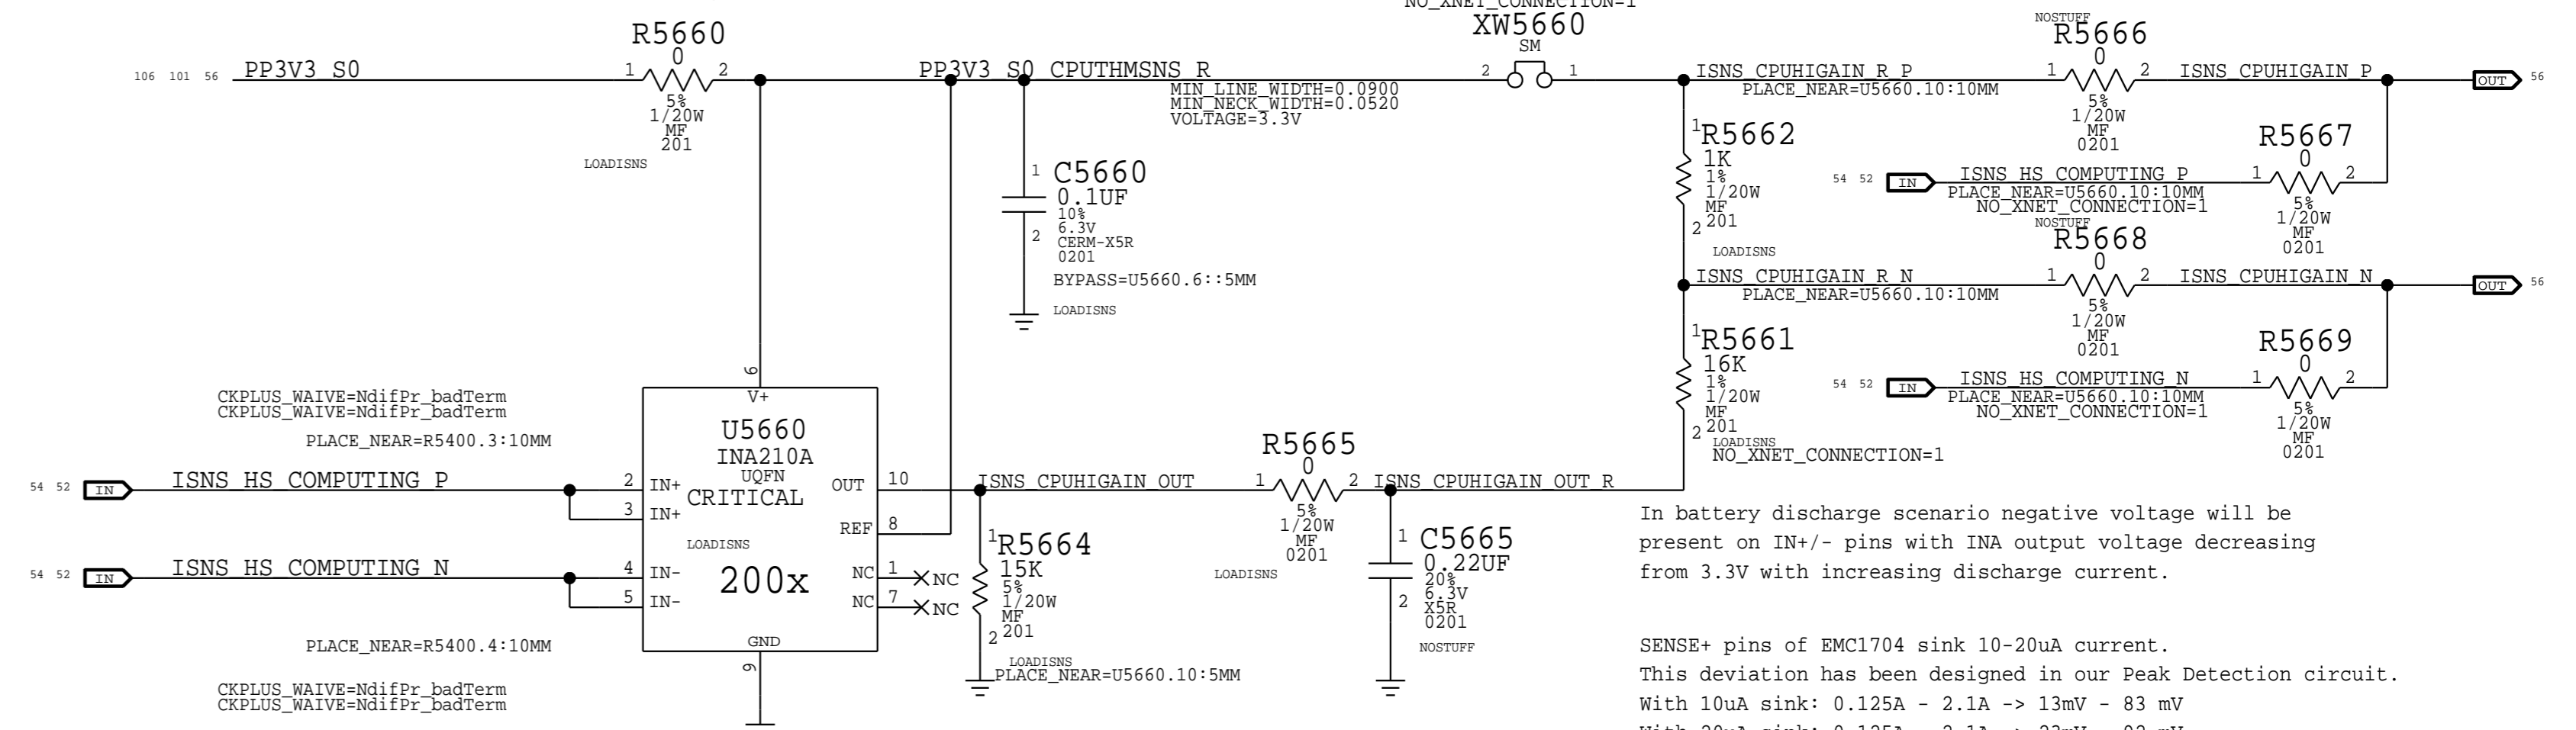 NO_XNET_CONNECTION=1
XW5660
SM
2 1
R5660
0
106 101 56 PP3V3_S0
1 2
5%
1/20W
MF
201
LOADISNS
PP3V3_S0_CPUTHMSNS_R
MIN_LINE_WIDTH=0.0900
MIN_NECK_WIDTH=0.0520
VOLTAGE=3.3V
1
C5660
0.1UF
10%
6.3V
CERM-X5R
0201
2
BYPASS=U5660.6::5MM
LOADISNS
ISNS_CPUHIGAIN_R_P
PLACE_NEAR=U5660.10:10MM
NOSTUFF
R5666
0
1 2
5%
1/20W
MF
0201
ISNS_CPUHIGAIN_P
OUT 56
1
R5662
1K
1%
1/20W
MF
201
2
LOADISNS
54 52 IN ISNS_HS_COMPUTING_P
PLACE_NEAR=U5660.10:10MM
NO_XNET_CONNECTION=1
R5667
0
1 2
5%
1/20W
MF
0201
ISNS_CPUHIGAIN_R_N
PLACE_NEAR=U5660.10:10MM
NOSTUFF
R5668
0
1 2
5%
1/20W
MF
0201
ISNS_CPUHIGAIN_N
OUT 56
1
R5661
16K
1%
1/20W
MF
201
2
LOADISNS
NO_XNET_CONNECTION=1
54 52 IN ISNS_HS_COMPUTING_N
PLACE_NEAR=U5660.10:10MM
NO_XNET_CONNECTION=1
R5669
0
1 2
5%
1/20W
MF
0201
CKPLUS_WAIVE=NdifPr_badTerm
CKPLUS_WAIVE=NdifPr_badTerm
PLACE_NEAR=R5400.3:10MM
54 52 IN ISNS_HS_COMPUTING_P
54 52 IN ISNS_HS_COMPUTING_N
PLACE_NEAR=R5400.4:10MM
CKPLUS_WAIVE=NdifPr_badTerm
CKPLUS_WAIVE=NdifPr_badTerm
6
V+
U5660
INA210A
UQFN
CRITICAL
LOADISNS
200x
2 IN+
3 IN+
4 IN-
5 IN-
OUT 10
REF 8
NC 1 NC
NC 7 NC
GND
9
ISNS_CPUHIGAIN_OUT
1
R5664
15K
5%
1/20W
MF
201
2
LOADISNS
PLACE_NEAR=U5660.10:5MM
R5665
0
1 2
5%
1/20W
MF
0201
LOADISNS
ISNS_CPUHIGAIN_OUT_R
1
C5665
0.22UF
20%
6.3V
X5R
0201
2
NOSTUFF
In battery discharge scenario negative voltage will be
present on IN+/- pins with INA output voltage decreasing
from 3.3V with increasing discharge current.
SENSE+ pins of EMC1704 sink 10-20uA current.
This deviation has been designed in our Peak Detection circuit.
With 10uA sink: 0.125A - 2.1A -> 13mV - 83 mV
With 20uA sink: 0.125A - 2.1A -> 23mV - 92 mV